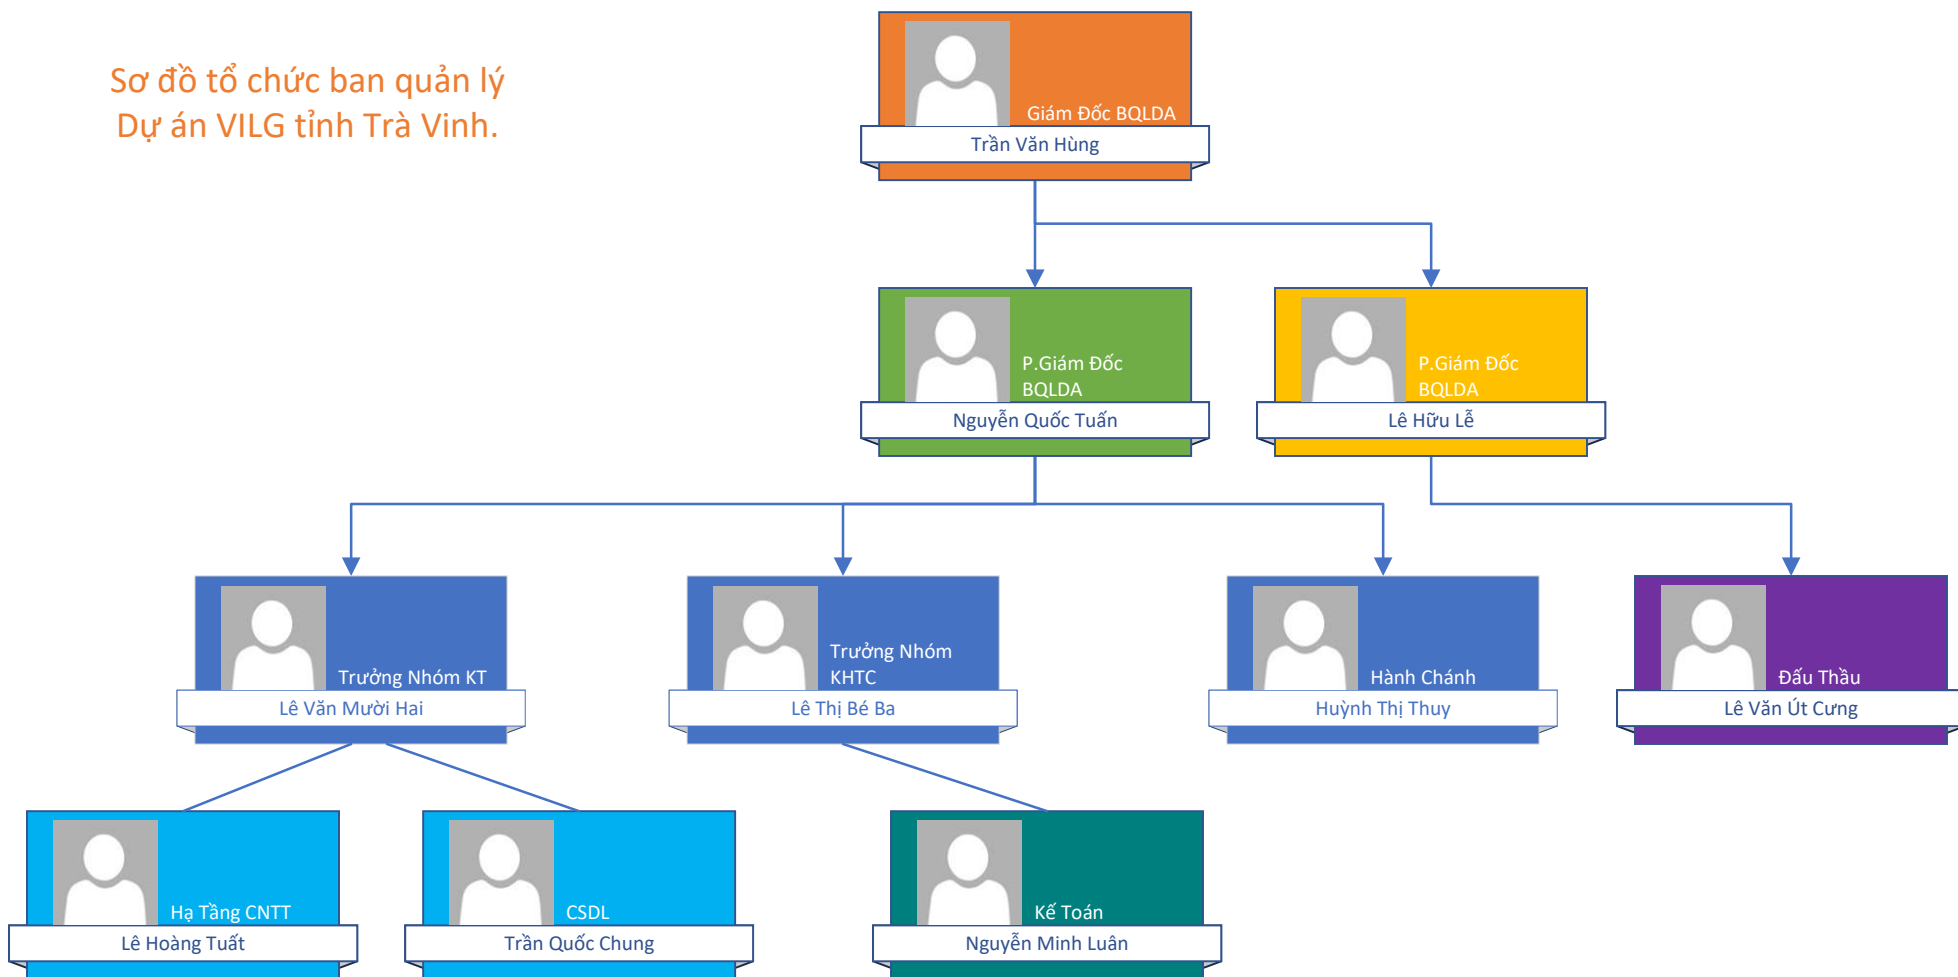 Sơ đồ tổ chức ban quản lý
Dự án VILG tỉnh Trà Vinh.
Giám Đốc BQLDA
Trần Văn Hùng
P.Giám Đốc
BQLDA
Nguyễn Quốc Tuấn
P.Giám Đốc
BQLDA
Lê Hữu Lễ
Trưởng Nhóm KT
Lê Văn Mười Hai
Trưởng Nhóm
KHTC
Lê Thị Bé Ba
Hành Chánh
Huỳnh Thị Thuy
Đấu Thầu
Lê Văn Út Cưng
Hạ Tầng CNTT
Lê Hoàng Tuất
CSDL
Trần Quốc Chung
Kế Toán
Nguyễn Minh Luân